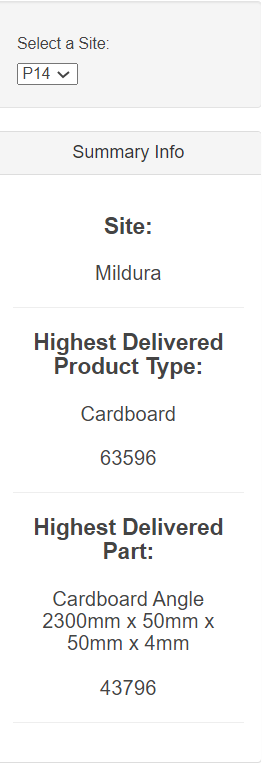 Select a Site:
P14
Summary Info
Site:
Mildura
Highest Delivered
Product Type:
Cardboard
63596
Highest Delivered
Part:
Cardboard Angle
2300mm x 50mm x
50mm x 4mm
43796